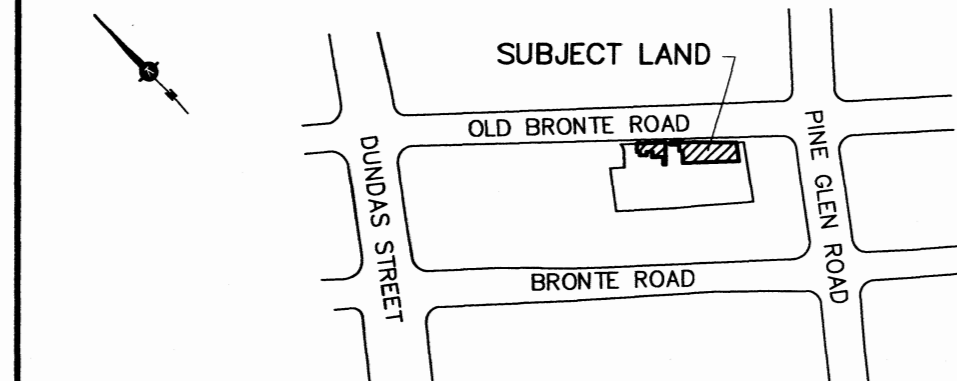 SUBJECT LAND
OLD BRONTE ROAD
DUNDAS STREET
PINE GLEN ROAD
BRONTE ROAD